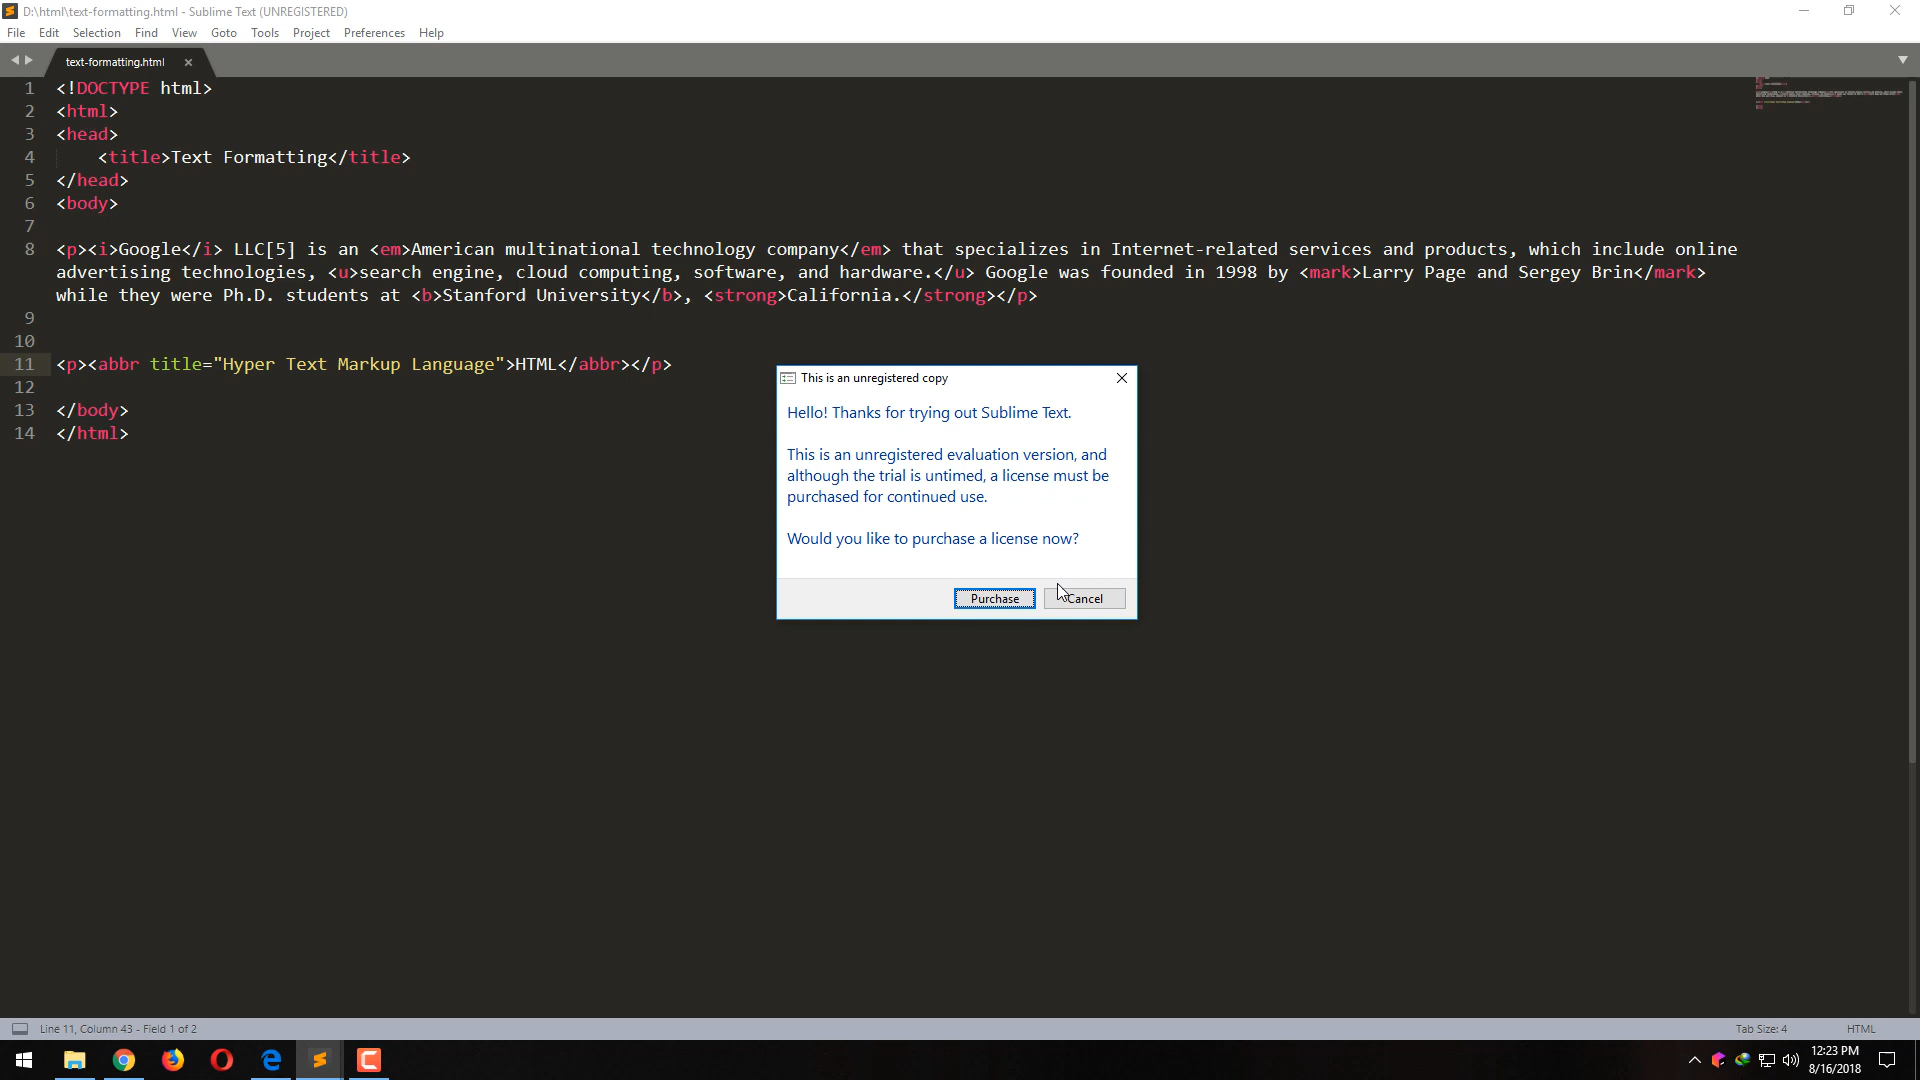 D:\html\text-formatting.html - Sublime Text (UNREGISTERED)
File Edit Selection Find View Goto Tools Project Preferences Help
text-formatting.html
1 <!DOCTYPE html>
2 <html>
3 <head>
4 <title>Text Formatting</title>
5 </head>
6 <body>
7
8 <p><i>Google</i> LLC[5] is an <em>American multinational technology company</em> that specializes in Internet-related services and products, which include online
advertising technologies, <u>search engine, cloud computing, software, and hardware.</u> Google was founded in 1998 by <mark>Larry Page and Sergey Brin</mark>
while they were Ph.D. students at <b>Stanford University</b>, <strong>California.</strong></p>
9
10
11 <p><abbr title="Hyper Text Markup Language">HTML</abbr></p>
12
13 </body>
14 </html>
This is an unregistered copy
Hello! Thanks for trying out Sublime Text.
This is an unregistered evaluation version, and
although the trial is untimed, a license must be
purchased for continued use.
Would you like to purchase a license now?
Purchase Cancel
Line 11, Column 43 - Field 1 of 2 Tab Size: 4 HTML
12:23 PM
8/16/2018